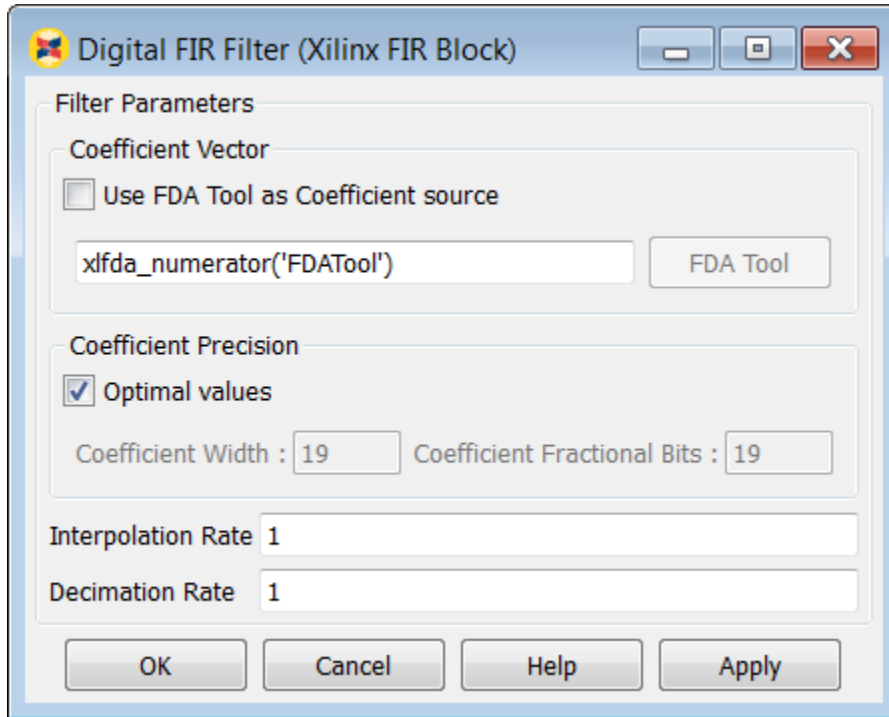 Digital FIR Filter (Xilinx FIR Block)
Filter Parameters
Coefficient Vector
Use FDA Tool as Coefficient source
xlfda_numerator('FDATool') FDA Tool
Coefficient Precision
Optimal values
Coefficient Width : 19 Coefficient Fractional Bits : 19
Interpolation Rate 1
Decimation Rate 1
OK Cancel Help Apply